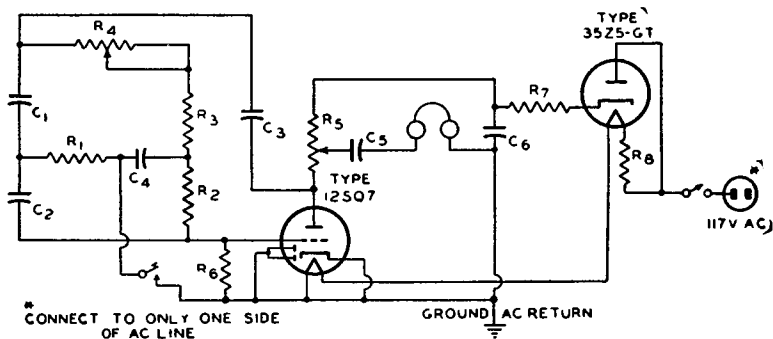 TYPE
35Z5-GT
R4
R7
C1
R3
C3
R5
C5
C6
R8
R1
C4
TYPE
12SQ7
R2
C2
*
117V AC
R6
*
CONNECT TO ONLY ONE SIDE
OF AC LINE
GROUND AC RETURN